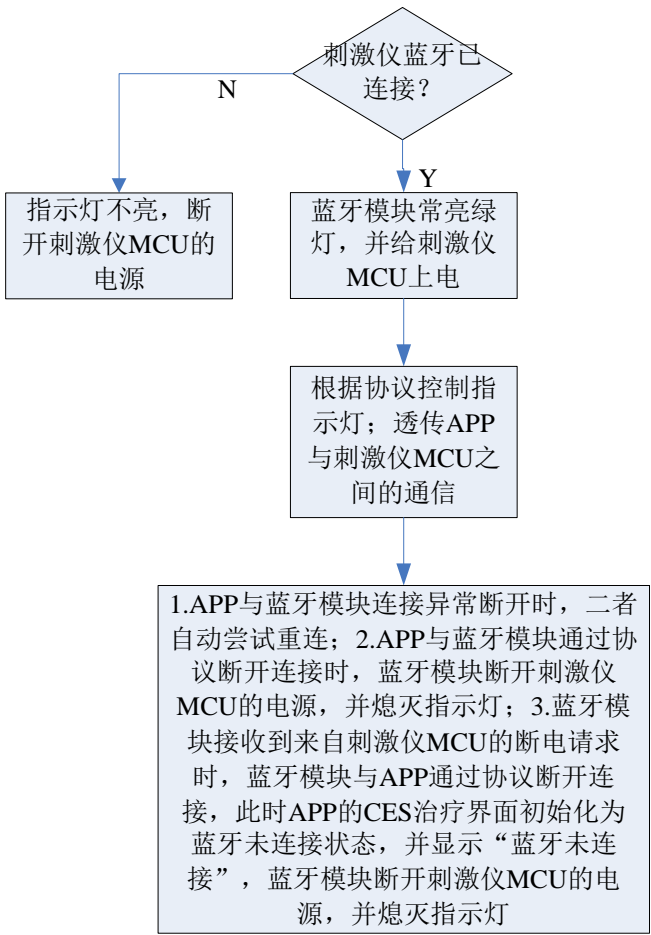 刺激仪蓝牙已
连接？
N
Y
指示灯不亮，断
开刺激仪MCU的
电源
蓝牙模块常亮绿
灯，并给刺激仪
MCU上电
根据协议控制指
示灯；透传APP
与刺激仪MCU之
间的通信
1.APP与蓝牙模块连接异常断开时，二者
自动尝试重连；2.APP与蓝牙模块通过协
议断开连接时，蓝牙模块断开刺激仪
MCU的电源，并熄灭指示灯；3.蓝牙模
块接收到来自刺激仪MCU的断电请求
时，蓝牙模块与APP通过协议断开连
接，此时APP的CES治疗界面初始化为
蓝牙未连接状态，并显示“蓝牙未连
接”，蓝牙模块断开刺激仪MCU的电
源，并熄灭指示灯